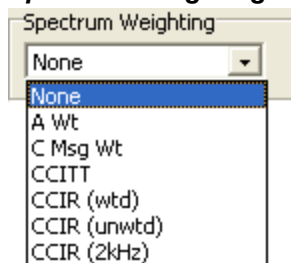 Spectrum Weighting
None
None
A Wt
C Msg Wt
CCITT
CCIR (wtd)
CCIR (unwtd)
CCIR (2kHz)